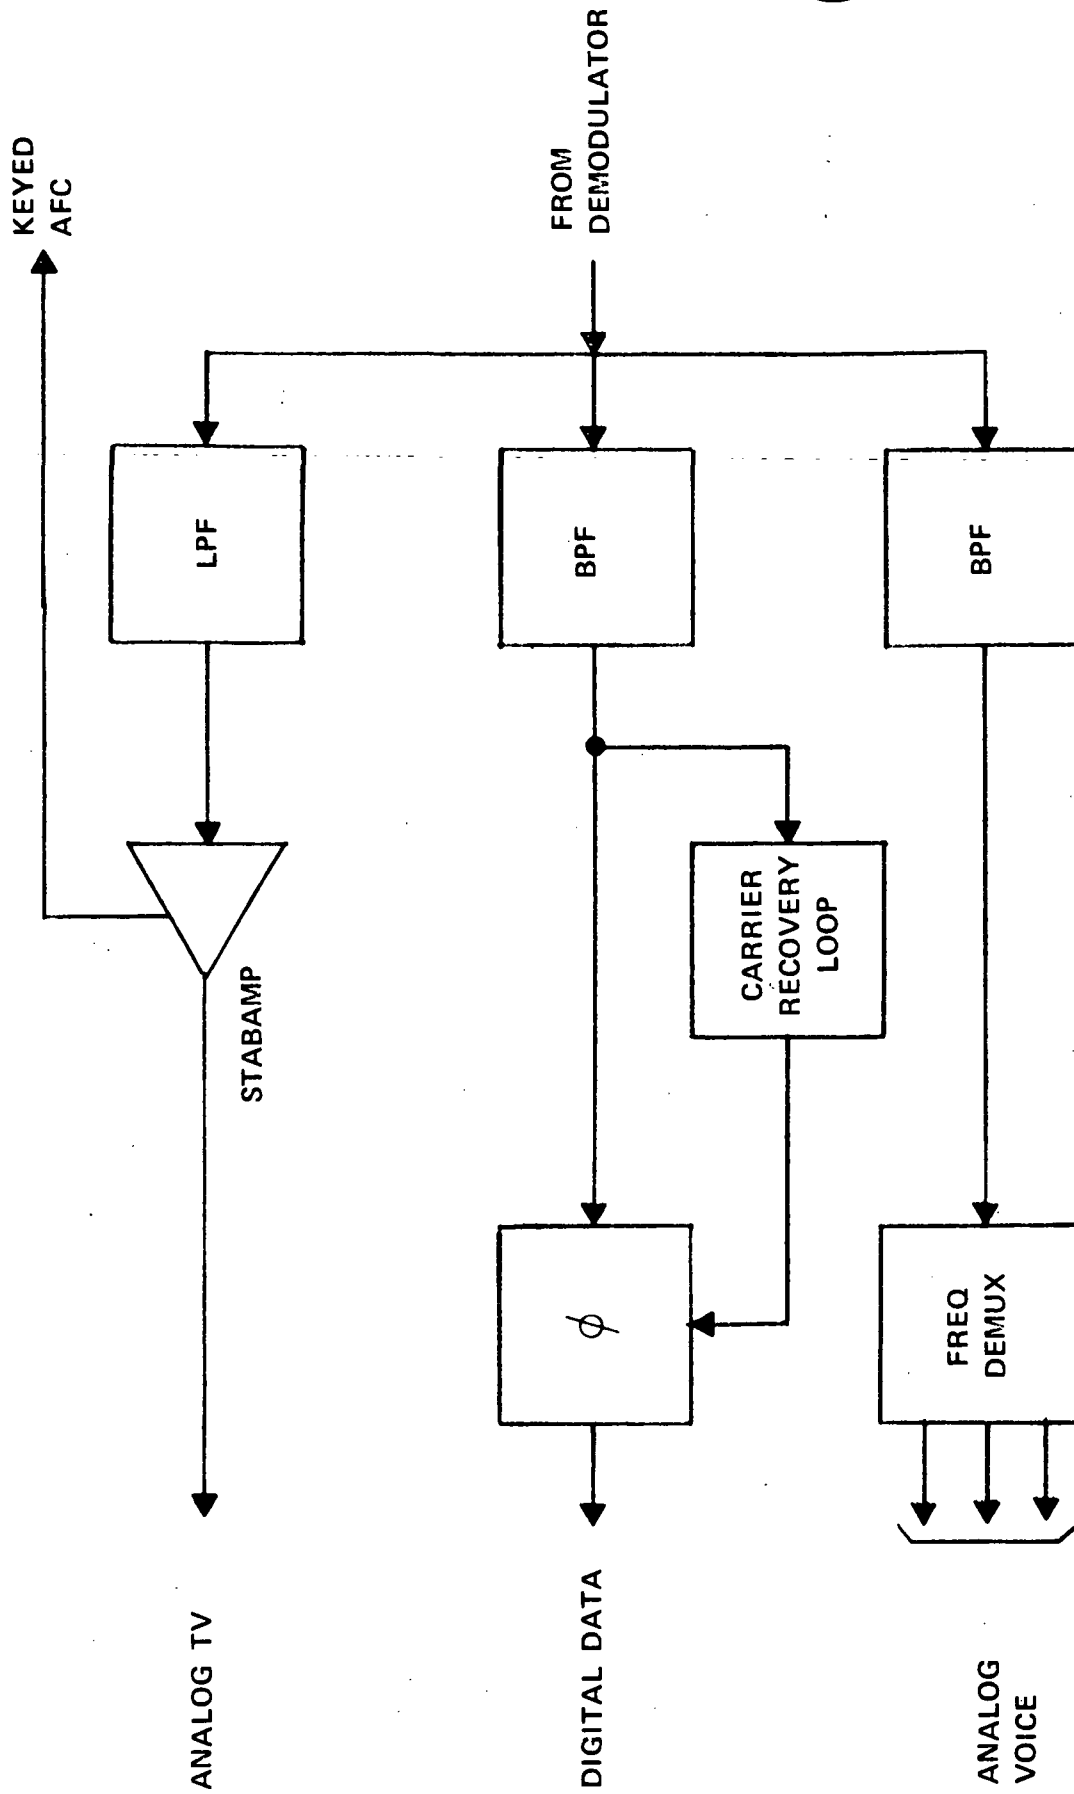 KEYED
AFC
FROM
DEMODULATOR
LPF
BPF
BPF
STABAMP
CARRIER
RECOVERY
LOOP
ϕ
FREQ
DEMUX
ANALOG TV
DIGITAL DATA
ANALOG
VOICE